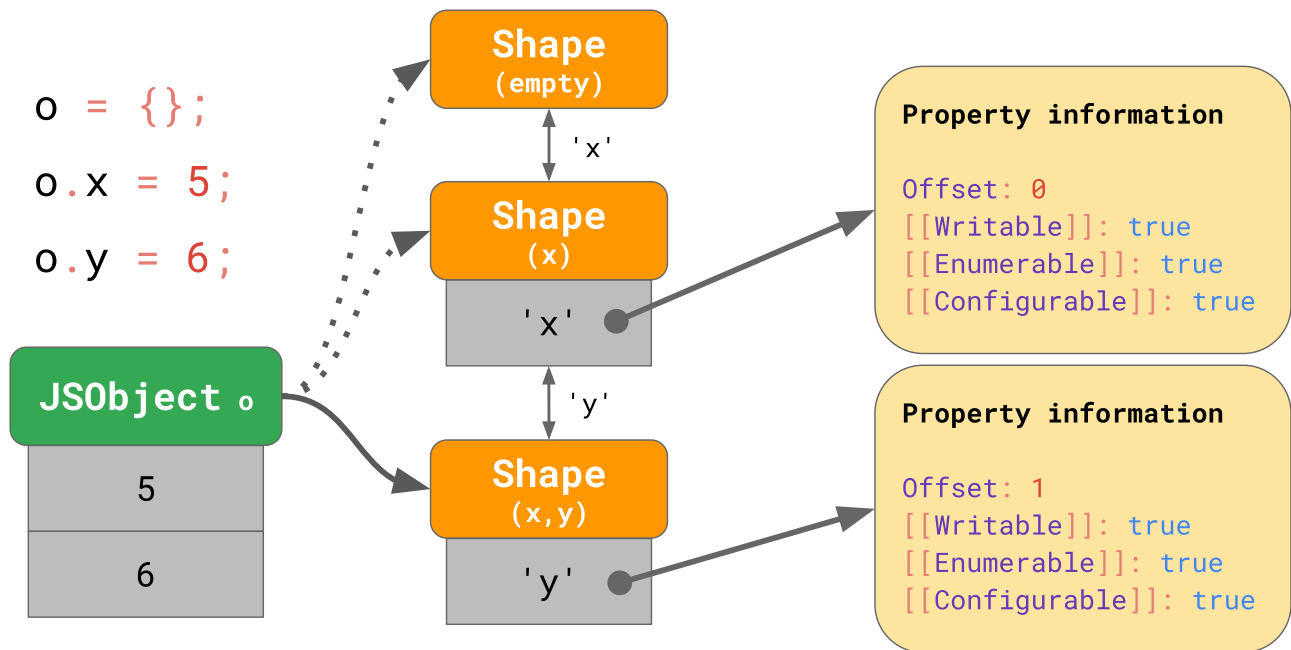 o = {};
o.x = 5;
o.y = 6;
JSObject o
5
6
Shape
(empty)
'x'
Shape
(x)
'x'
'y'
Shape
(x,y)
'y'
Property information
Offset: 0
[[Writable]]: true
[[Enumerable]]: true
[[Configurable]]: true
Property information
Offset: 1
[[Writable]]: true
[[Enumerable]]: true
[[Configurable]]: true